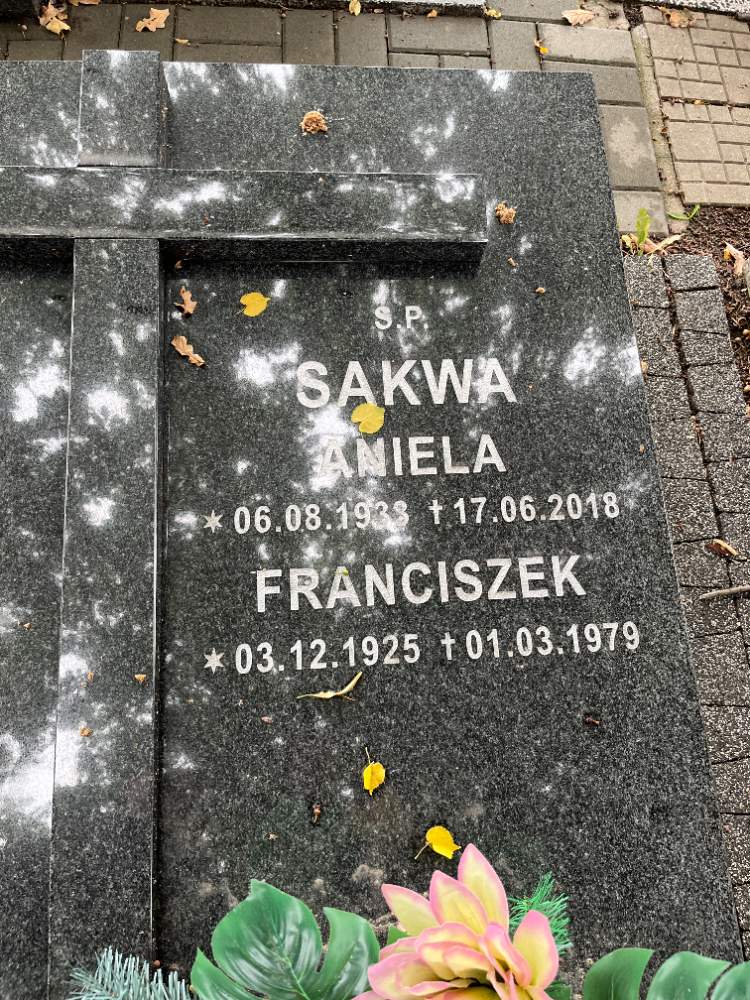 S.P.
SAKWA
ANIELA
* 06.08.1933 † 17.06.2018
FRANCISZEK
* 03.12.1925 † 01.03.1979